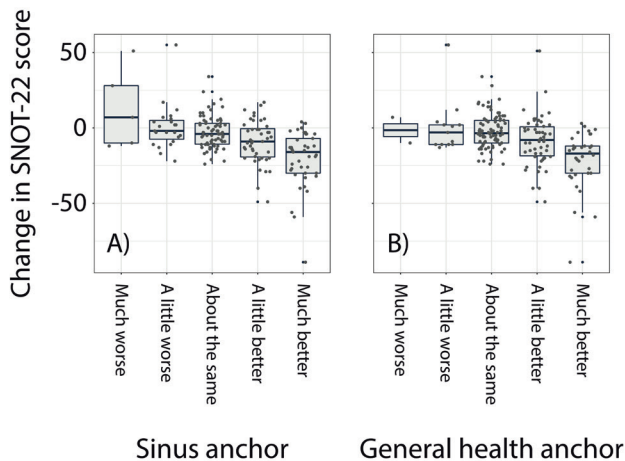 Change in SNOT-22 score
50
0
-50
A)
B)
Much worse
A little worse
About the same
A little better
Much better
Much worse
A little worse
About the same
A little better
Much better
Sinus anchor
General health anchor